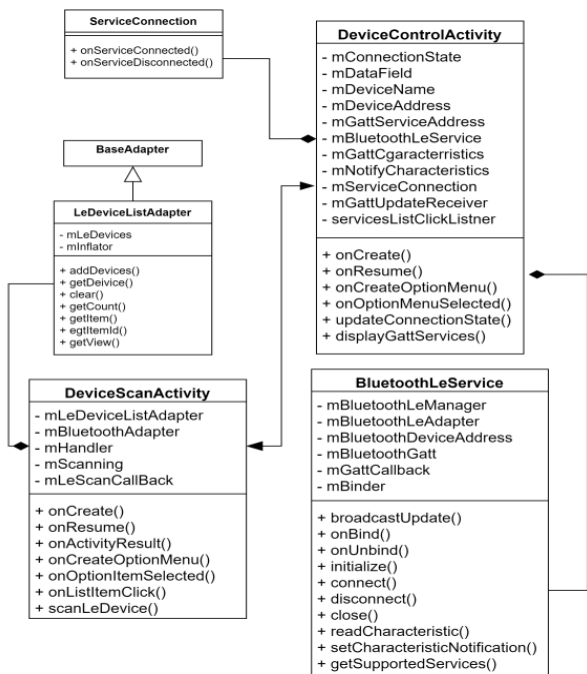 ServiceConnection
+ onServiceConnected()
+ onServiceDisconnected()
BaseAdapter
LeDeviceListAdapter
- mLeDevices
- mInflator
+ addDevices()
+ getDeivice()
+ clear()
+ getCount()
+ getItem()
+ egtItemId()
+ getView()
DeviceScanActivity
- mLeDeviceListAdapter
- mBluetoothAdapter
- mHandler
- mScanning
- mLeScanCallBack
+ onCreate()
+ onResume()
+ onActivityResult()
+ onCreateOptionMenu()
+ onOptionItemSelected()
+ onListItemClick()
+ scanLeDevice()
DeviceControlActivity
- mConnectionState
- mDataField
- mDeviceName
- mDeviceAddress
- mGattServiceAddress
- mBluetoothLeService
- mGattCgaracterristics
- mNotifyCharacteristics
- mServiceConnection
- mGattUpdateReceiver
- servicesListClickListner
+ onCreate()
+ onResume()
+ onCreateOptionMenu()
+ onOptionMenuSelected()
+ updateConnectionState()
+ displayGattServices()
BluetoothLeService
- mBluetoothLeManager
- mBluetoothLeAdapter
- mBluetoothDeviceAddress
- mBluetoothGatt
- mGattCallback
- mBinder
+ broadcastUpdate()
+ onBind()
+ onUnbind()
+ initialize()
+ connect()
+ disconnect()
+ close()
+ readCharacteristic()
+ setCharacteristicNotification()
+ getSupportedServices()